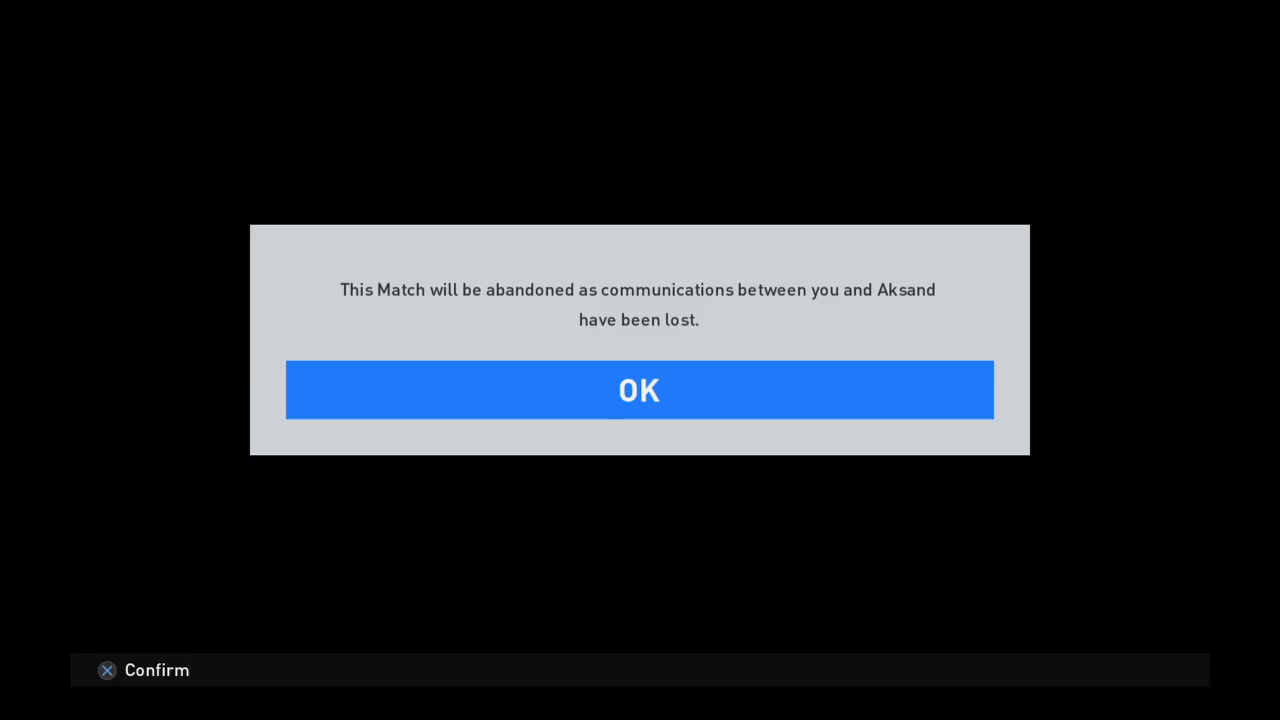 This Match will be abandoned as communications between you and Aksand
have been lost.
OK
Confirm